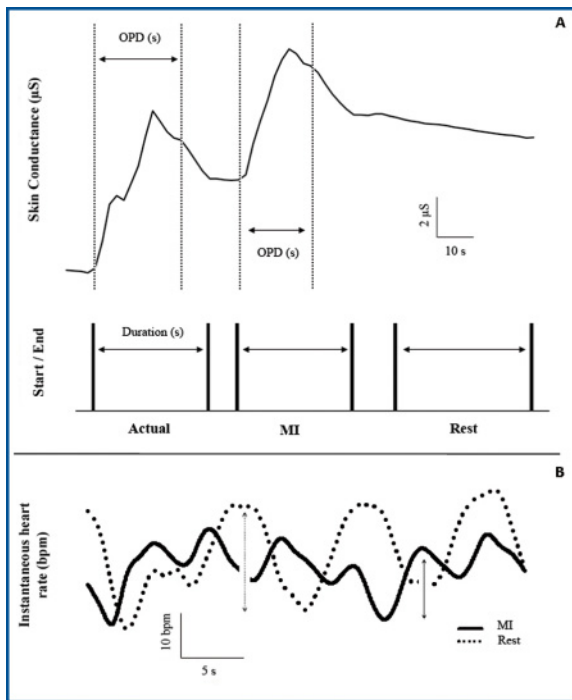 A
OPD (s)
Skin Conductance (µS)
2 µS
10 s
OPD (s)
Start / End
Duration (s)
Actual
MI
Rest
B
Instantaneous heart
rate (bpm)
10 bpm
5 s
MI
Rest